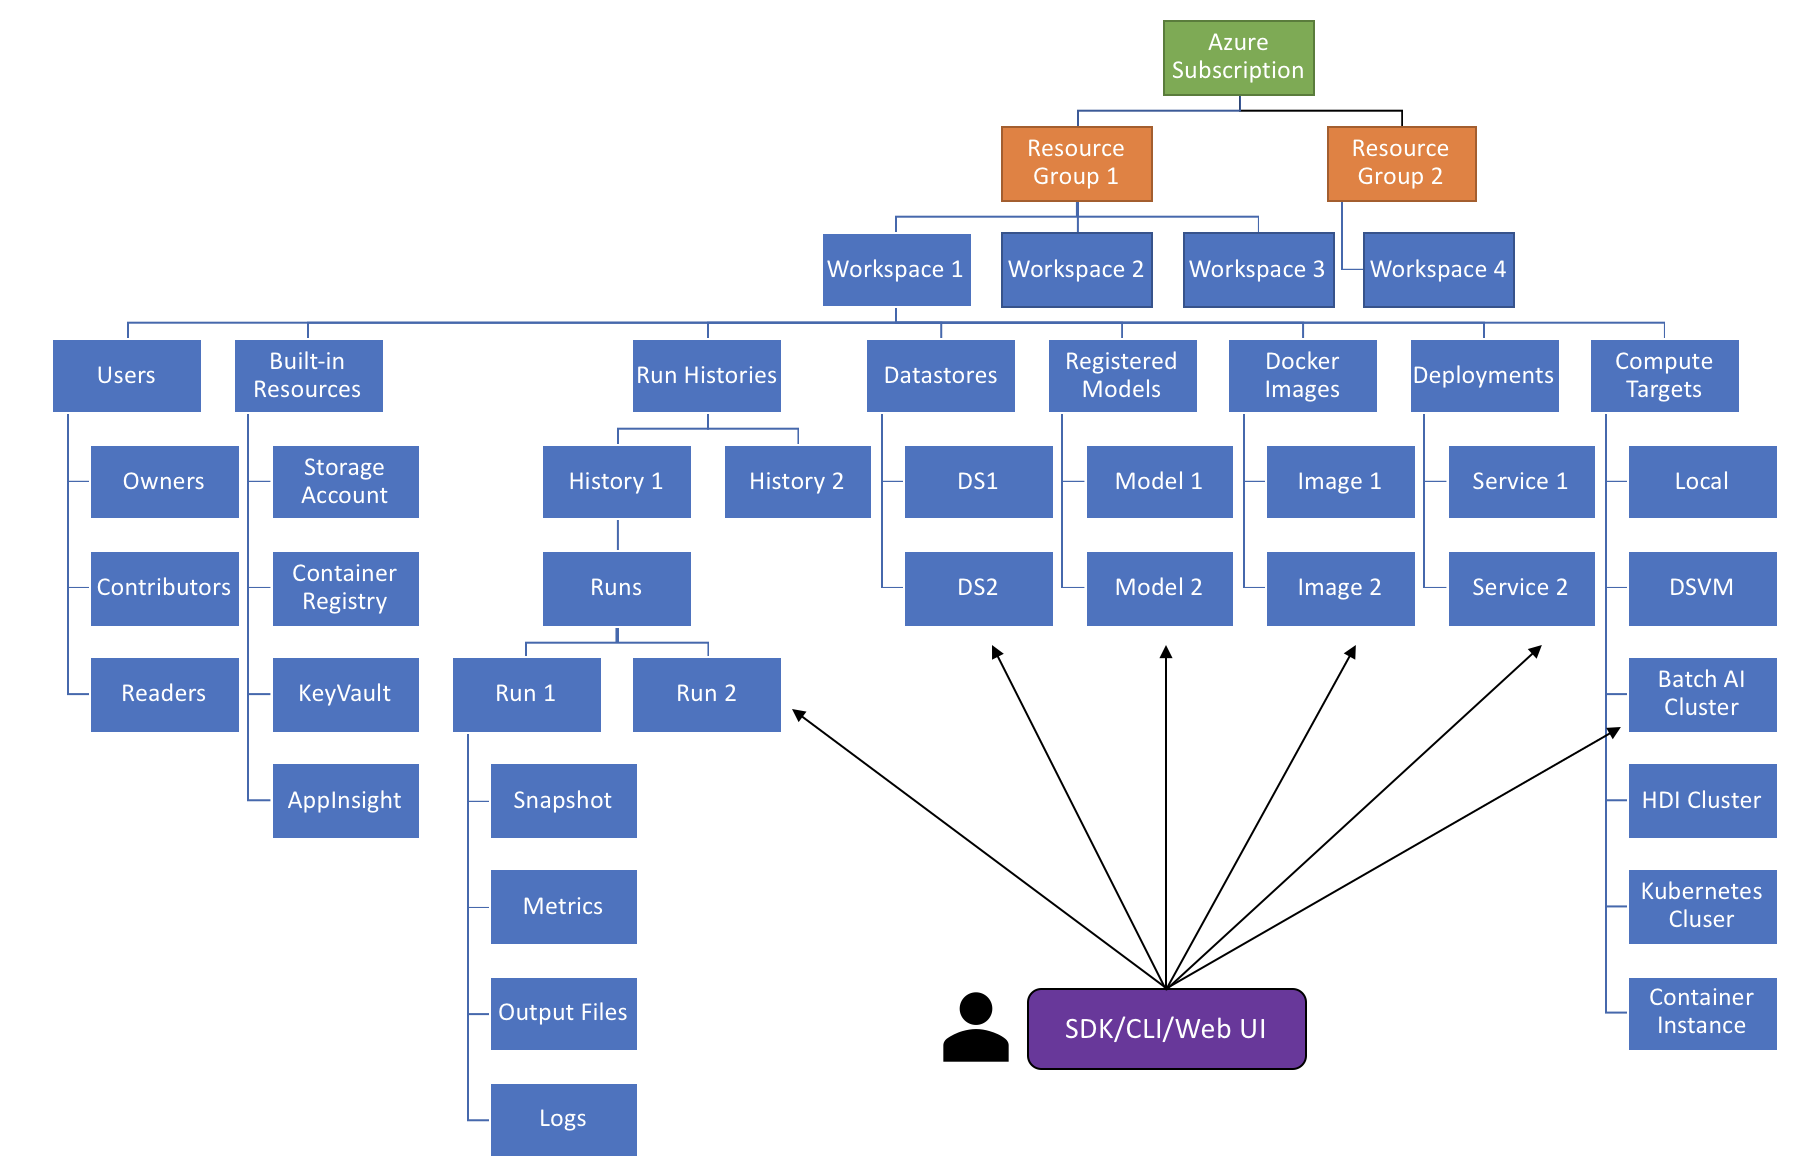 Azure
Subscription
Resource
Group 1
Resource
Group 2
Workspace 1
Workspace 2
Workspace 3
Workspace 4
Users
Built-in
Resources
Run Histories
Datastores
Registered
Models
Docker
Images
Deployments
Compute
Targets
Owners
Storage
Account
History 1
History 2
DS1
Model 1
Image 1
Service 1
Local
Contributors
Container
Registry
Runs
DS2
Model 2
Image 2
Service 2
DSVM
Readers
KeyVault
Run 1
Run 2
Batch AI
Cluster
AppInsight
Snapshot
HDI Cluster
Metrics
Kubernetes
Cluser
Output Files
SDK/CLI/Web UI
Container
Instance
Logs